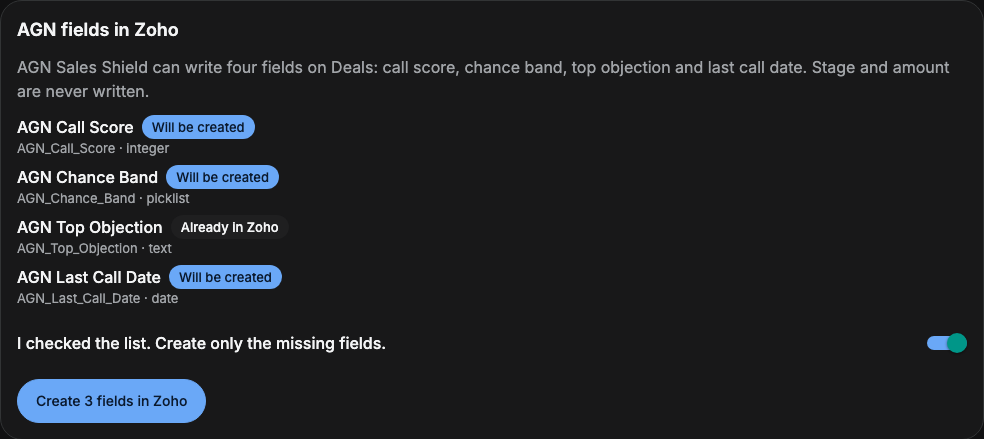 AGN fields in Zoho
AGN Sales Shield can write four fields on Deals: call score, chance band, top objection and last call date. Stage and amount
are never written.
AGN Call Score Will be created
AGN_Call_Score · integer
AGN Chance Band Will be created
AGN_Chance_Band · picklist
AGN Top Objection Already in Zoho
AGN_Top_Objection · text
AGN Last Call Date Will be created
AGN_Last_Call_Date · date
I checked the list. Create only the missing fields.
Create 3 fields in Zoho